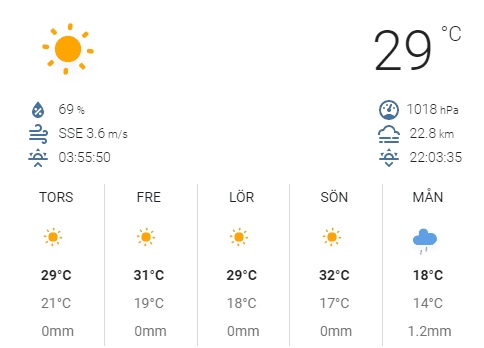 29 °C
69 %
1018 hPa
SSE 3.6 m/s
22.8 km
03:55:50
22:03:35
TORS FRE LÖR SÖN MÅN
29°C 31°C 29°C 32°C 18°C
21°C 19°C 18°C 17°C 14°C
0mm 0mm 0mm 0mm 1.2mm